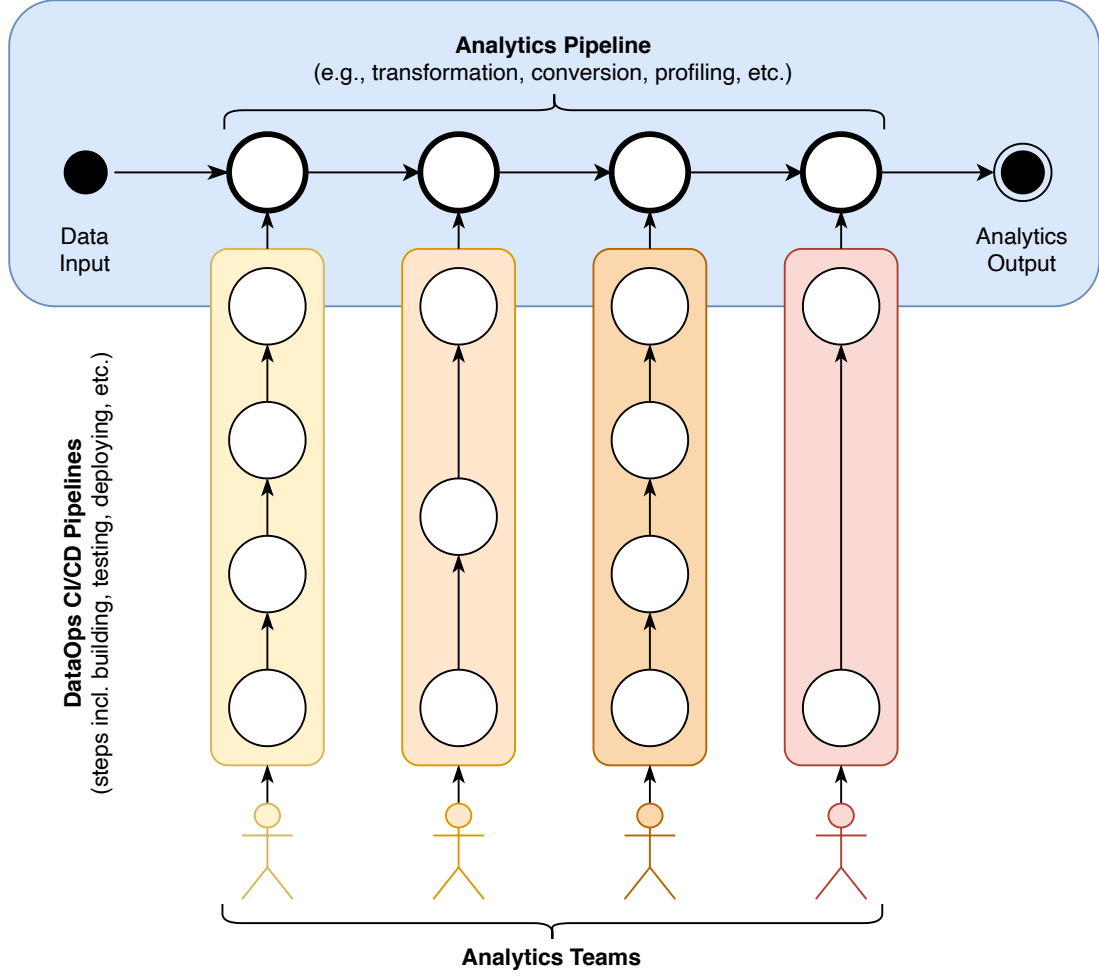 Analytics Pipeline
(e.g., transformation, conversion, profiling, etc.)
Data
Input
Analytics
Output
DataOps CI/CD Pipelines
(steps incl. building, testing, deploying, etc.)
Analytics Teams